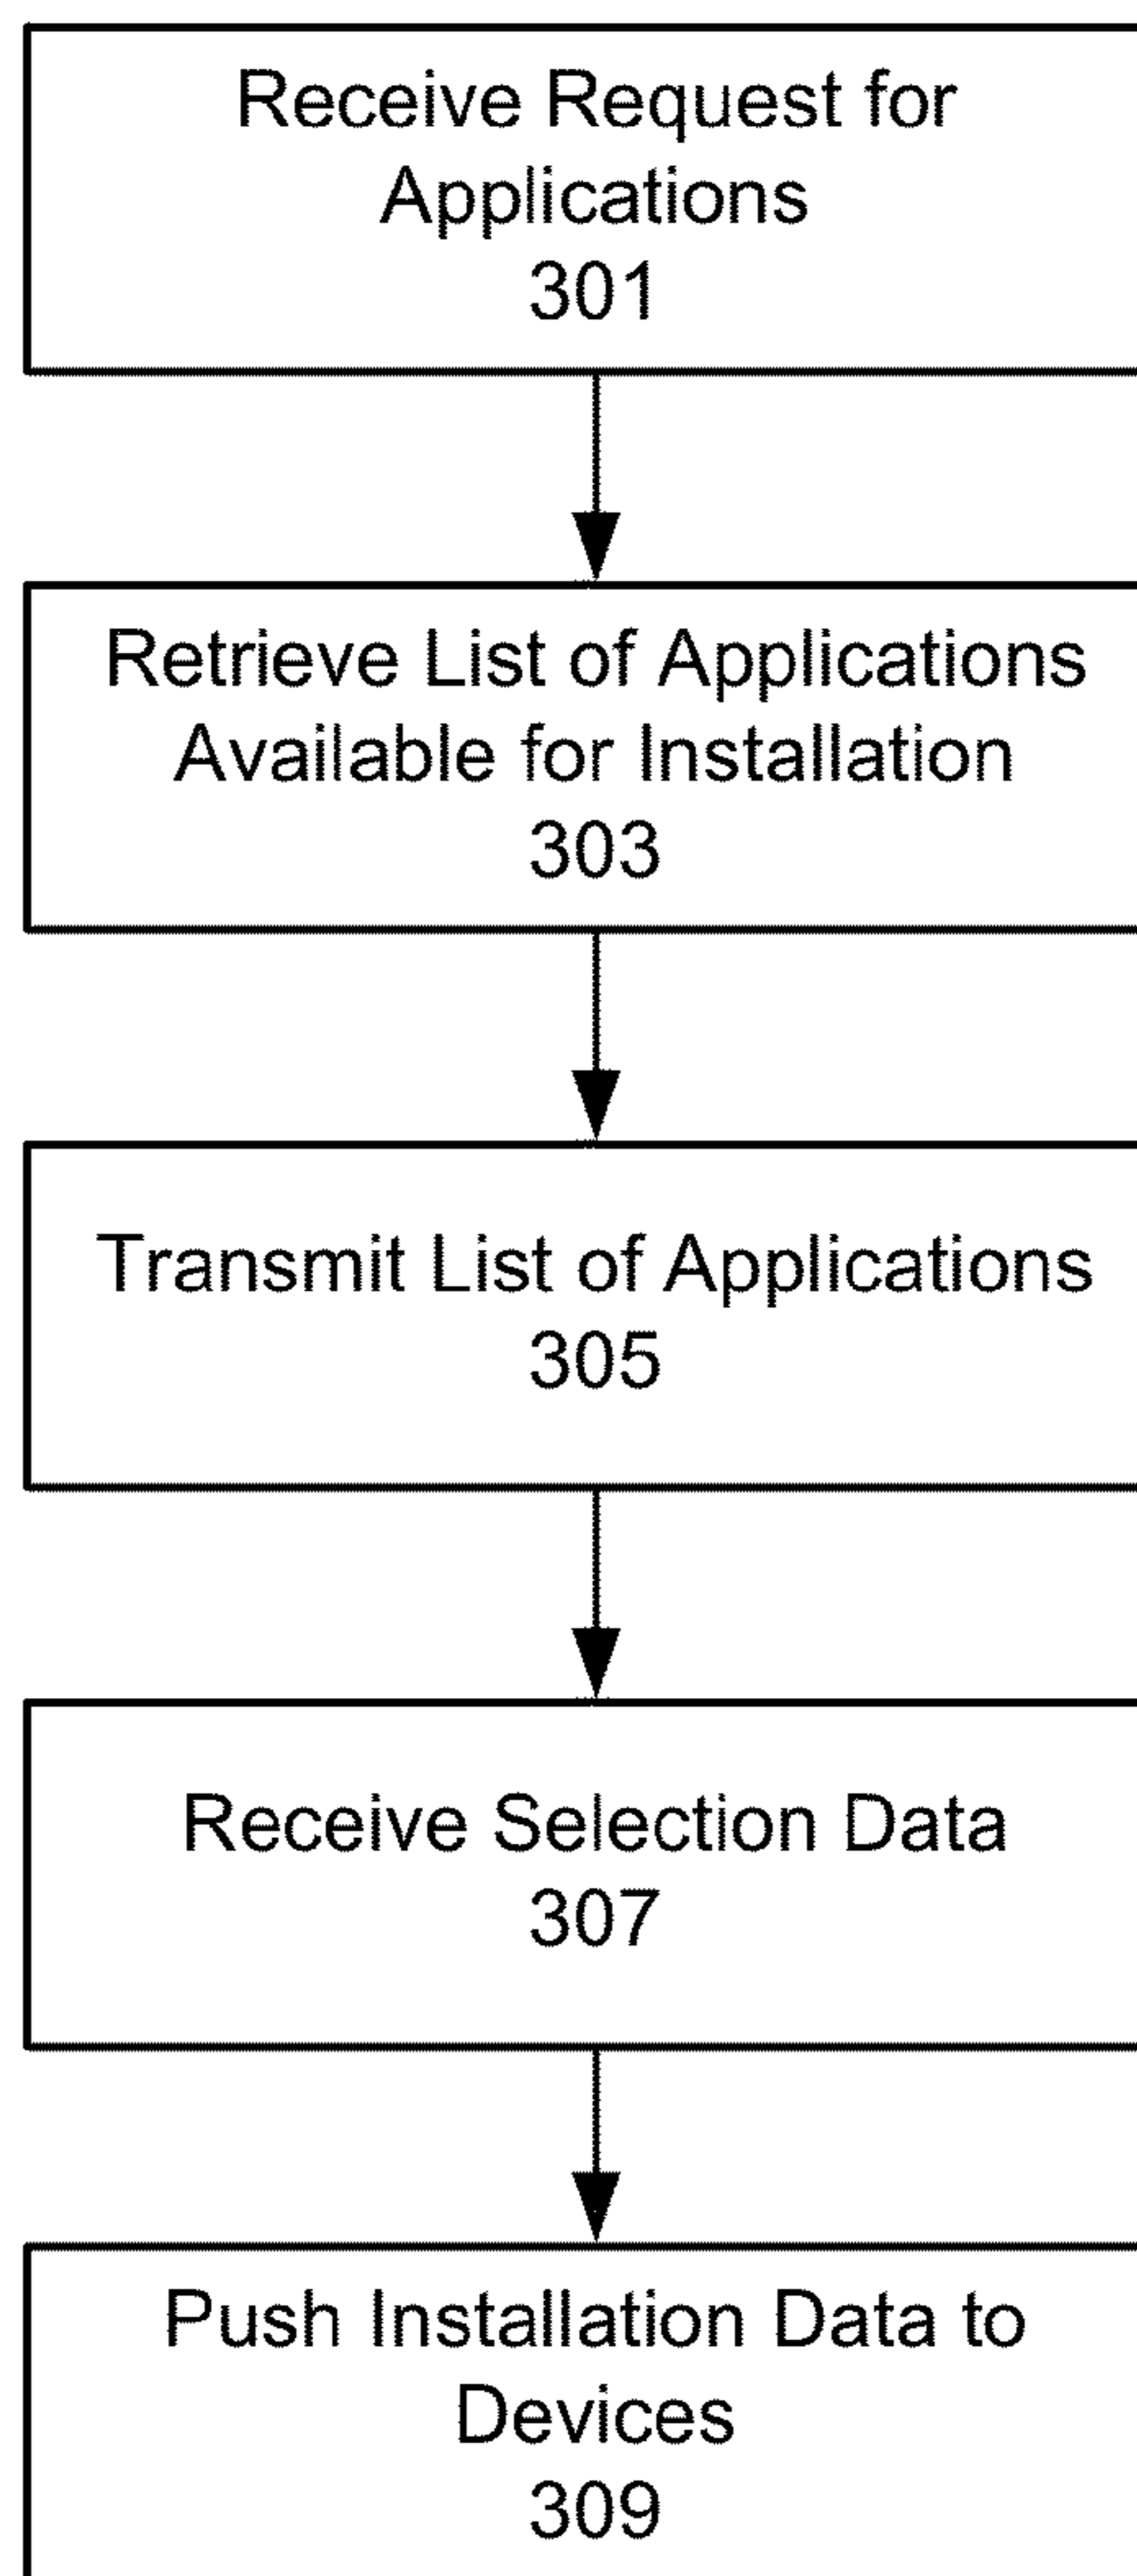 Receive Request for
Applications
301
Retrieve List of Applications
Available for Installation
303
Transmit List of Applications
305
Receive Selection Data
307
Push Installation Data to
Devices
309